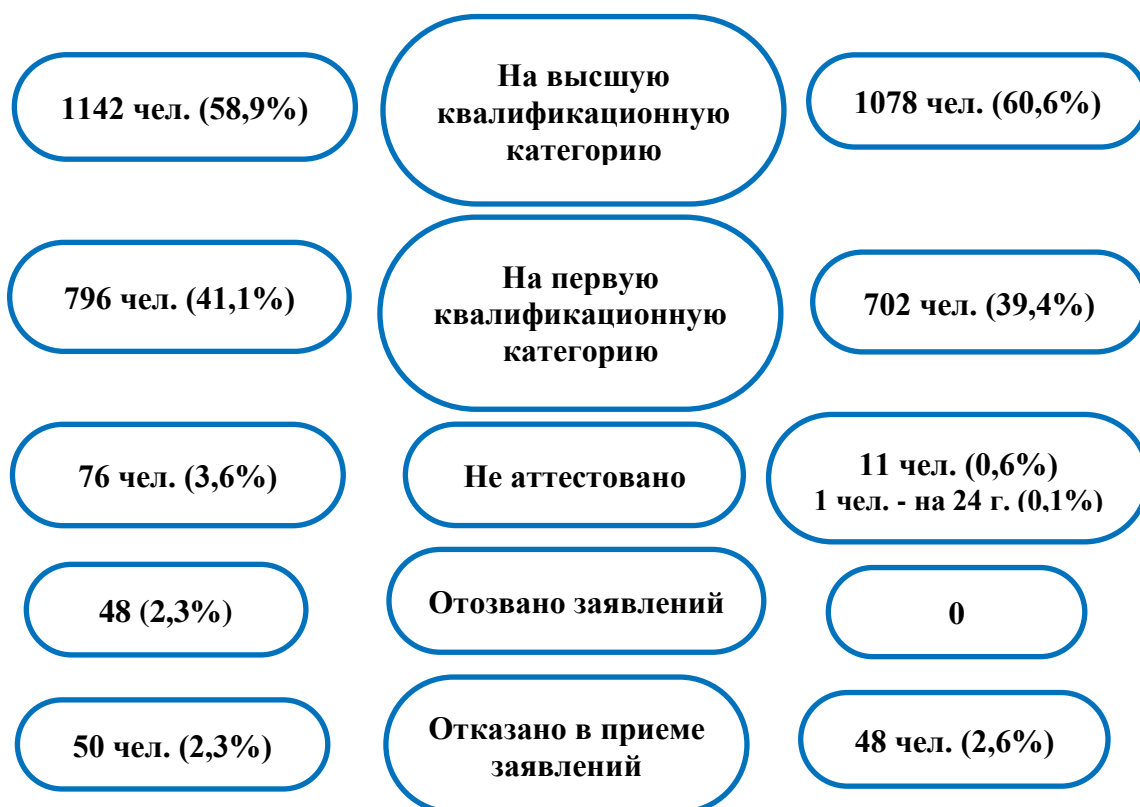 1142 чел. (58,9%)
На высшую
квалификационную
категорию
1078 чел. (60,6%)
796 чел. (41,1%)
На первую
квалификационную
категорию
702 чел. (39,4%)
76 чел. (3,6%)
Не аттестовано
11 чел. (0,6%)
1 чел. - на 24 г. (0,1%)
48 (2,3%)
Отозвано заявлений
0
50 чел. (2,3%)
Отказано в приеме
заявлений
48 чел. (2,6%)